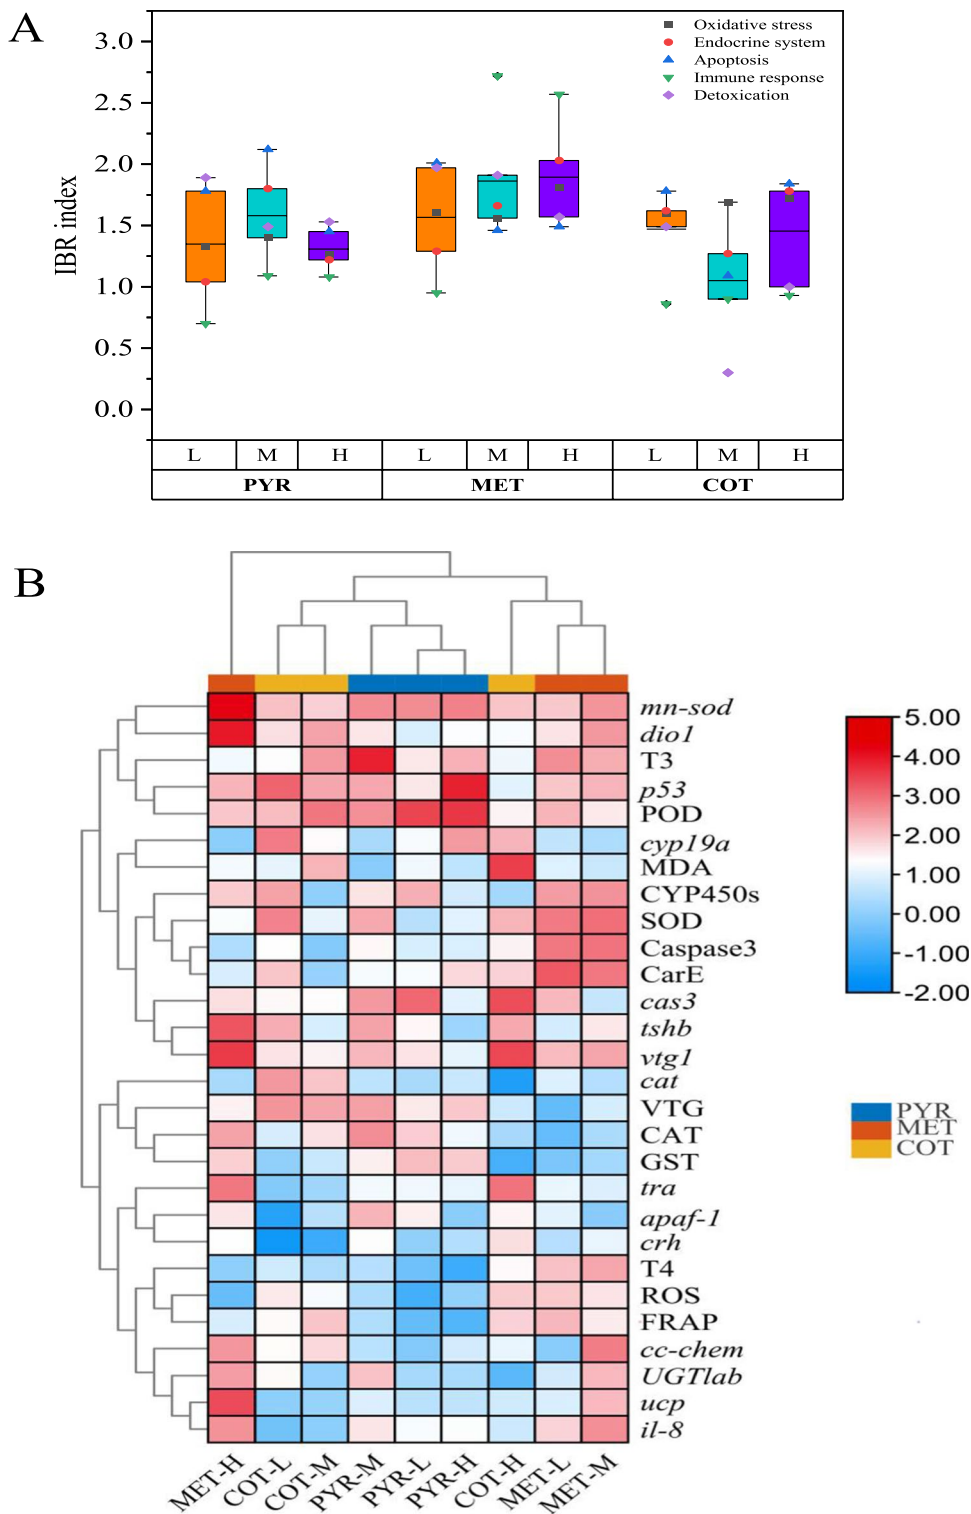 A
Oxidative stress
Endocrine system
Apoptosis
Immune response
Detoxication
3.0
2.5
2.0
1.5
1.0
0.5
0.0
IBR index
L M H L M H L M H
PYR MET COT
B
mn-sod
dio1
T3
p53
POD
cyp19a
MDA
CYP450s
SOD
Caspase3
CarE
cas3
tshb
vtg1
cat
VTG
CAT
GST
tra
apaf-1
crh
T4
ROS
FRAP
cc-chem
UGTlab
ucp
il-8
5.00
4.00
3.00
2.00
1.00
0.00
-1.00
-2.00
PYR
MET
COT
MET-H COT-L COT-M PYR-M PYR-L PYR-H COT-H MET-L MET-M